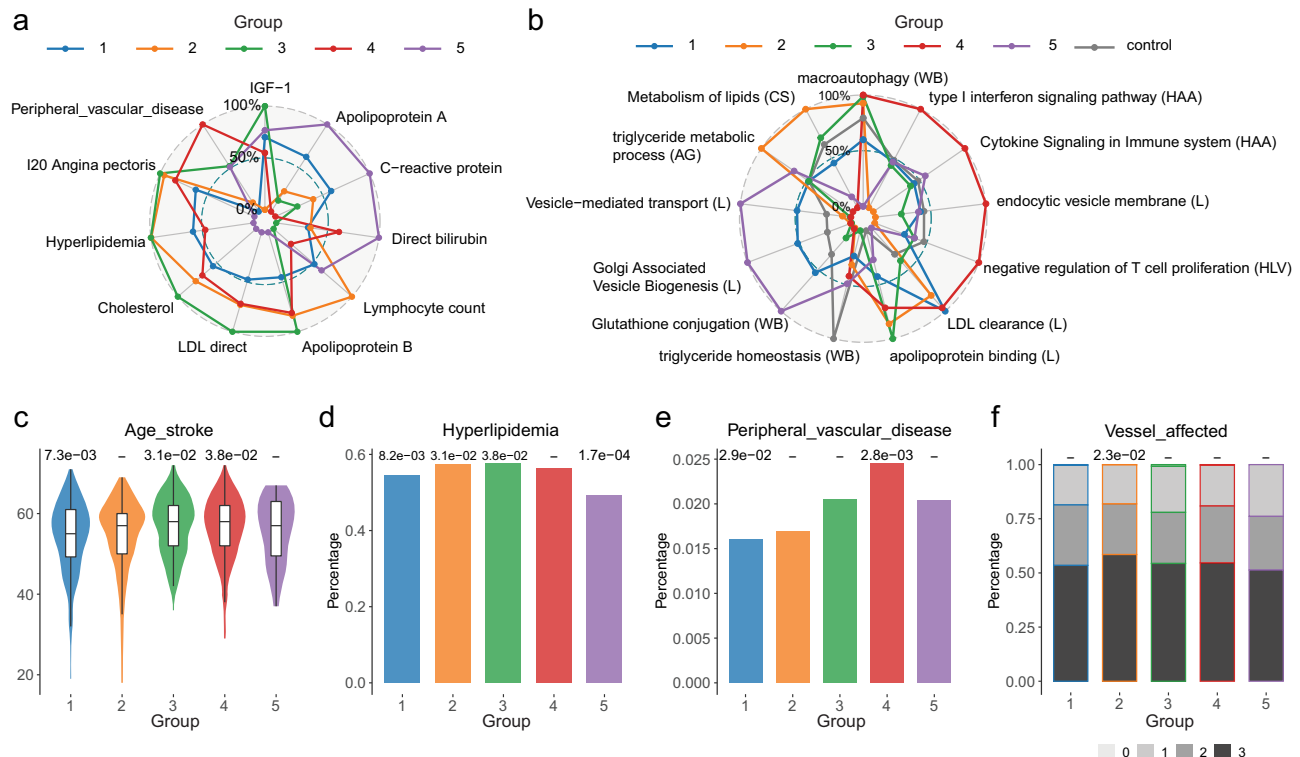 a
Group
1 2 3 4 5
IGF−1
100%
50%
0%
Peripheral_vascular_disease
Apolipoprotein A
I20 Angina pectoris
C−reactive protein
Hyperlipidemia
Direct bilirubin
Cholesterol
Lymphocyte count
LDL direct
Apolipoprotein B
b
Group
1 2 3 4 5 control
macroautophagy (WB)
100%
50%
0%
Metabolism of lipids (CS)
type I interferon signaling pathway (HAA)
triglyceride metabolic
process (AG)
Cytokine Signaling in Immune system (HAA)
Vesicle−mediated transport (L)
endocytic vesicle membrane (L)
Golgi Associated
Vesicle Biogenesis (L)
negative regulation of T cell proliferation (HLV)
Glutathione conjugation (WB)
LDL clearance (L)
triglyceride homeostasis (WB)
apolipoprotein binding (L)
c
Age_stroke
7.3e−03 − 3.1e−02 3.8e−02 −
60
40
20
1 2 3 4 5
Group
d
Hyperlipidemia
8.2e−03 3.1e−02 3.8e−02 − 1.7e−04
Percentage
0.6
0.4
0.2
0.0
1 2 3 4 5
Group
e
Peripheral_vascular_disease
2.9e−02 − − 2.8e−03 −
Percentage
0.025
0.020
0.015
0.010
0.005
0.000
1 2 3 4 5
Group
f
Vessel_affected
− 2.3e−02 − − −
Percentage
1.00
0.75
0.50
0.25
0.00
1 2 3 4 5
Group
0 1 2 3